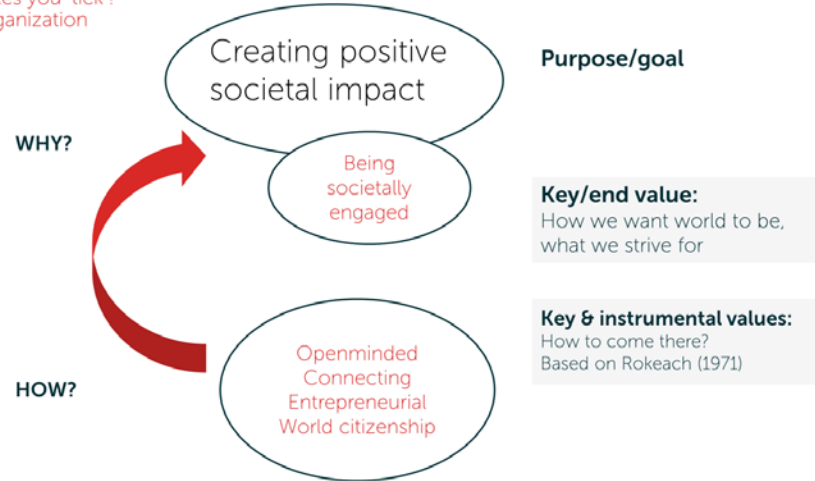 ganization
Creating positive
societal impact
Purpose/goal
WHY?
Being
societally
engaged
Key/end value:
How we want world to be,
what we strive for
Key & instrumental values:
How to come there?
Based on Rokeach (1971)
Openminded
Connecting
Entrepreneurial
World citizenship
HOW?